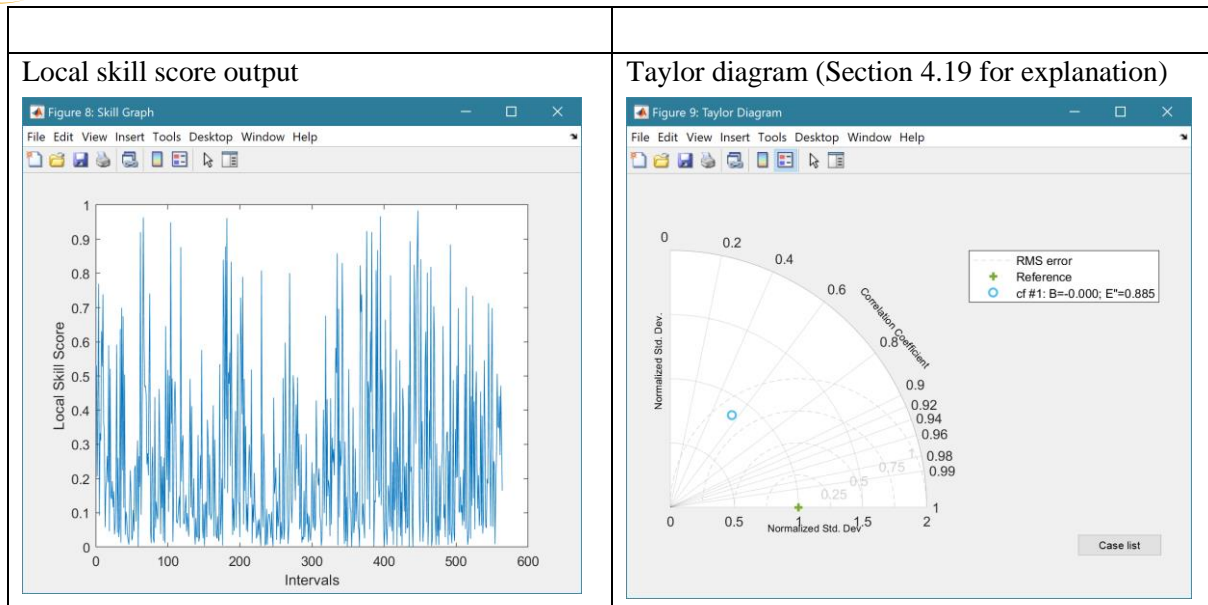 Local skill score output
Taylor diagram (Section 4.19 for explanation)
Figure 8: Skill Graph
File Edit View Insert Tools Desktop Window Help
Local Skill Score
1
0.9
0.8
0.7
0.6
0.5
0.4
0.3
0.2
0.1
0
0 100 200 300 400 500 600
Intervals
Figure 9: Taylor Diagram
File Edit View Insert Tools Desktop Window Help
0
0.2
0.4
0.6
0.8
0.9
0.92
0.94
0.96
0.98
0.99
1
Correlation Coefficient
Normalized Std. Dev.
1
0.75
0.5
0.25
0 0.5 1 1.5 2
Normalized Std. Dev.
RMS error
Reference
cf #1: B=-0.000; E"=0.885
Case list